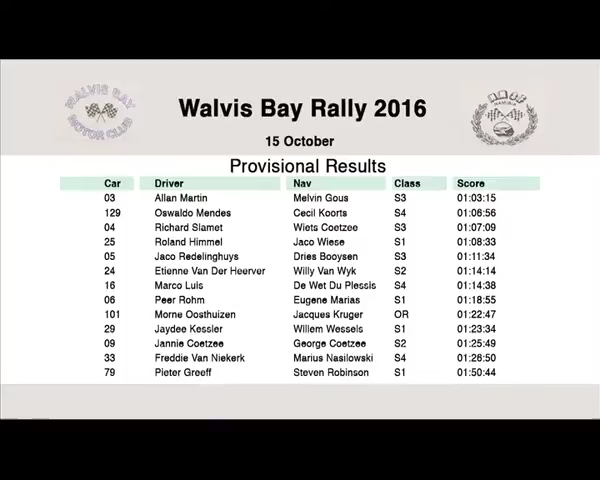 WALVIS BAY
MOTOR CLUB
NAMIBIA
Walvis Bay Rally 2016
15 October
Provisional Results
Car Driver Nav Class Score
03 Allan Martin Melvin Gous S3 01:03:15
129 Oswaldo Mendes Cecil Koorts S4 01:06:56
04 Richard Slamet Wiets Coetzee S3 01:07:09
25 Roland Himmel Jaco Wiese S1 01:08:33
05 Jaco Redelinghuys Dries Booysen S3 01:11:34
24 Etienne Van Der Heerver Willy Van Wyk S2 01:14:14
16 Marco Luis De Wet Du Plessis S4 01:14:38
06 Peer Rohm Eugene Marias S1 01:18:55
101 Morne Oosthuizen Jacques Kruger OR 01:22:47
29 Jaydee Kessler Willem Wessels S1 01:23:34
09 Jannie Coetzee George Coetzee S2 01:25:49
33 Freddie Van Niekerk Marius Nasilowski S4 01:26:50
79 Pieter Greeff Steven Robinson S1 01:50:44